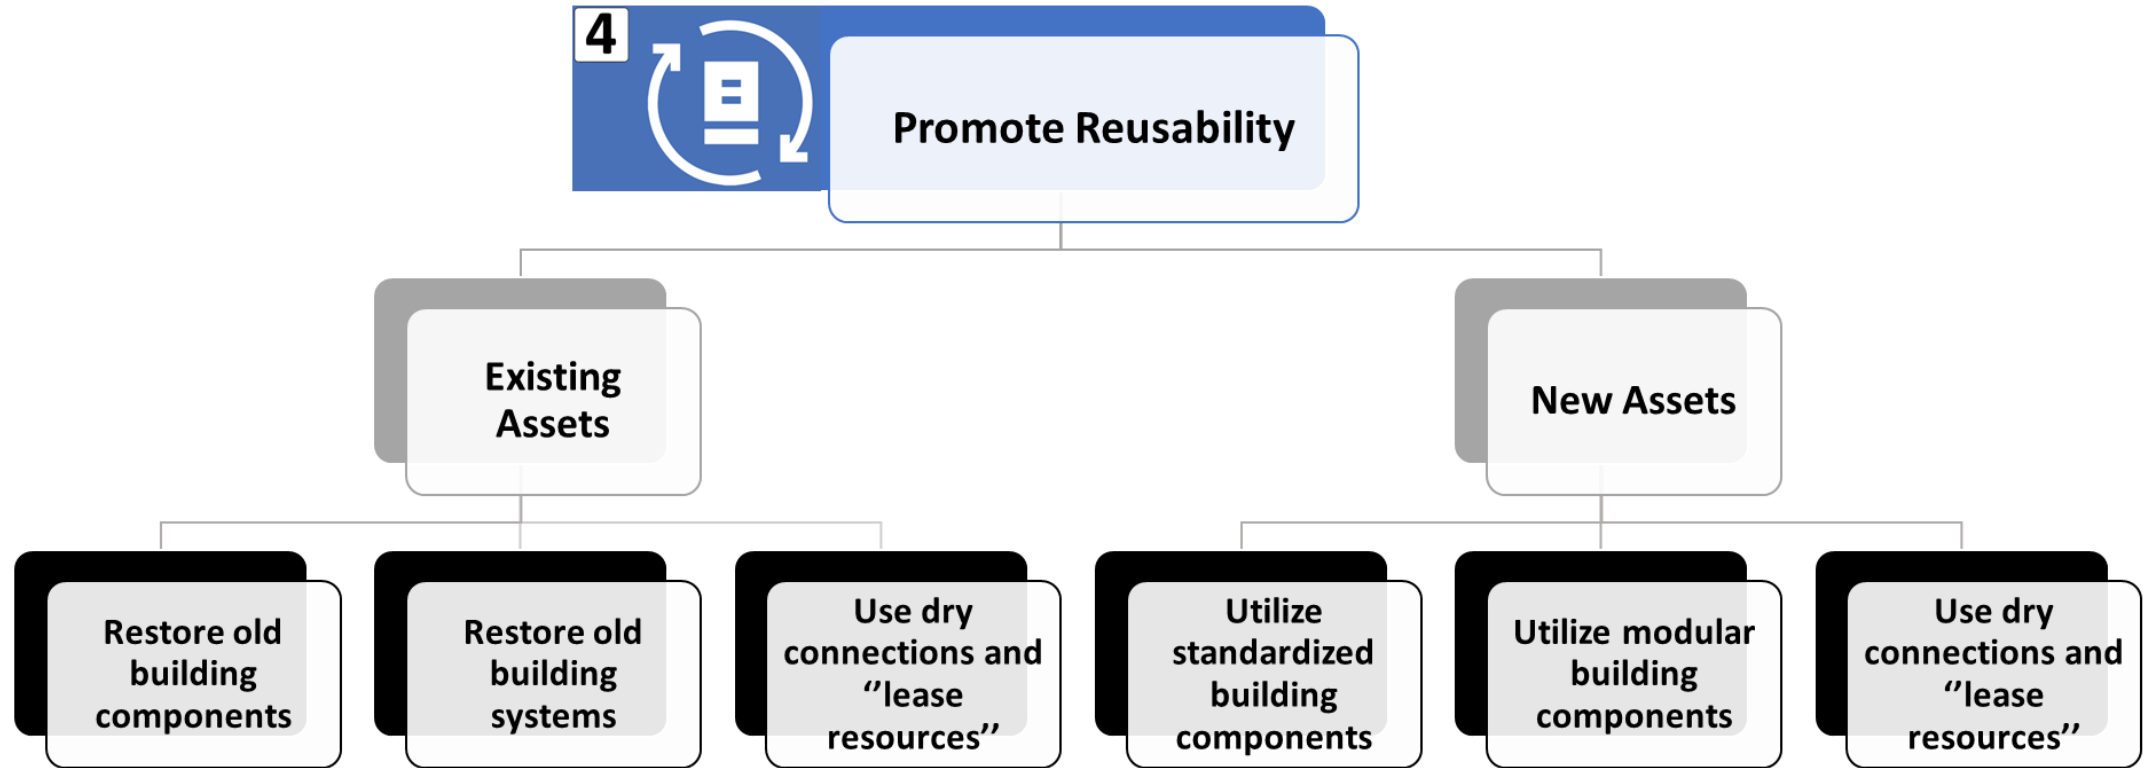 4
Promote Reusability
Existing
Assets
New Assets
Restore old
building
components
Restore old
building
systems
Use dry
connections and
‘’lease
resources’’
Utilize
standardized
building
components
Utilize modular
building
components
Use dry
connections and
‘’lease
resources’’